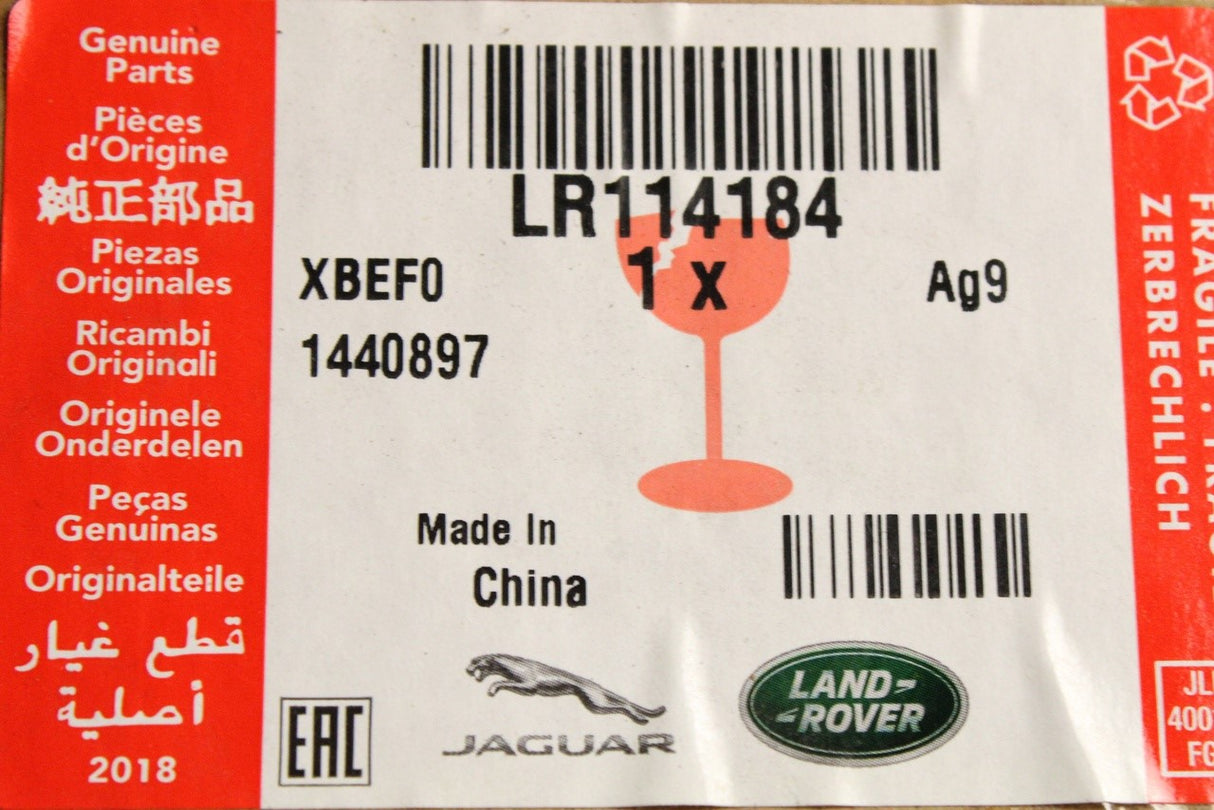 Genuine
Parts
Pièces
d'Origine
純正部品
Piezas
Originales
Ricambi
Originali
Originele
Onderdelen
Peças
Genuinas
Originalteile
قطع غيار
أصلية
2018
LR114184
XBEF0
1 x
Ag9
1440897
Made In
China
EAC
JAGUAR
LAND-
-ROVER
FRAGILE ·
ZERBRECHLICH